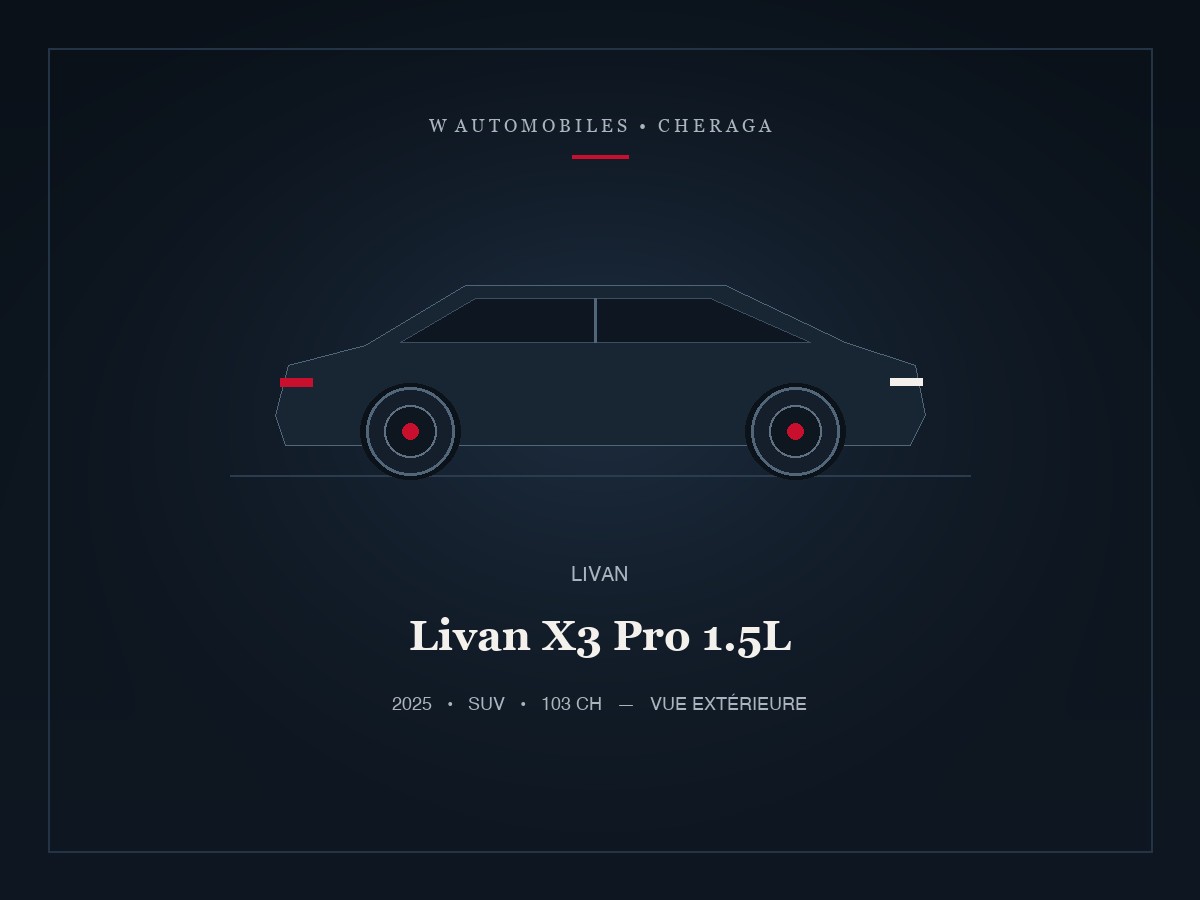 W AUTOMOBILES • CHERAGA
LIVAN
Livan X3 Pro 1.5L
2025 • SUV • 103 CH — VUE EXTÉRIEURE